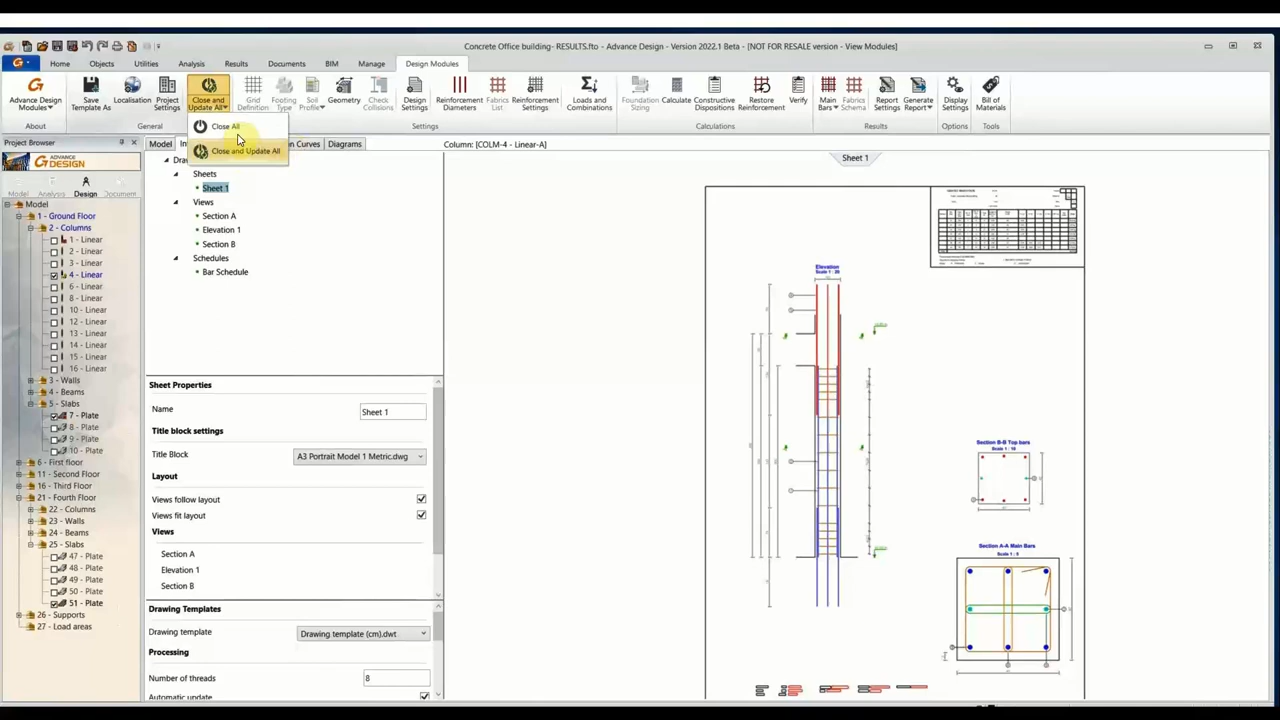 Concrete Office building- RESULTS.fto - Advance Design - Version 2022.1 Beta - [NOT FOR RESALE version - View Modules]
Home Objects Utilities Analysis Results Documents BIM Manage Design Modules
Advance Design Modules
Save Template As
Localisation
Project Settings
Close and Update All
Grid Definition
Footing Type
Soil Profile
Geometry
Check Collisions
Design Settings
Reinforcement Diameters
Fabrics List
Reinforcement Settings
Loads and Combinations
Foundation Sizing
Calculate
Constructive Dispositions
Restore Reinforcement
Verify
Main Bars
Fabrics Schema
Report Settings
Generate Report
Display Settings
Bill of Materials
About General Settings Calculations Results Options Tools
Close All
Close and Update All
Project Browser
ADVANCE DESIGN
Model Analysis Design Document
Model
1 - Ground Floor
2 - Columns
1 - Linear
2 - Linear
3 - Linear
4 - Linear
6 - Linear
8 - Linear
10 - Linear
12 - Linear
13 - Linear
14 - Linear
15 - Linear
16 - Linear
3 - Walls
4 - Beams
5 - Slabs
7 - Plate
8 - Plate
9 - Plate
10 - Plate
6 - First floor
11 - Second Floor
16 - Third Floor
21 - Fourth Floor
22 - Columns
23 - Walls
24 - Beams
25 - Slabs
47 - Plate
48 - Plate
49 - Plate
50 - Plate
51 - Plate
26 - Supports
27 - Load areas
Model Curves Diagrams
Sheets
Sheet 1
Views
Section A
Elevation 1
Section B
Schedules
Bar Schedule
Sheet Properties
Name Sheet 1
Title block settings
Title Block A3 Portrait Model 1 Metric.dwg
Layout
Views follow layout
Views fit layout
Views
Section A
Elevation 1
Section B
Drawing Templates
Drawing template Drawing template (cm).dwt
Processing
Number of threads 8
Automatic update
Column: [COLM-4 - Linear-A]
Sheet 1
Elevation
Scale 1 : 20
Section B-B Top bars
Scale 1 : 10
Section A-A Main Bars
Scale 1 : 5